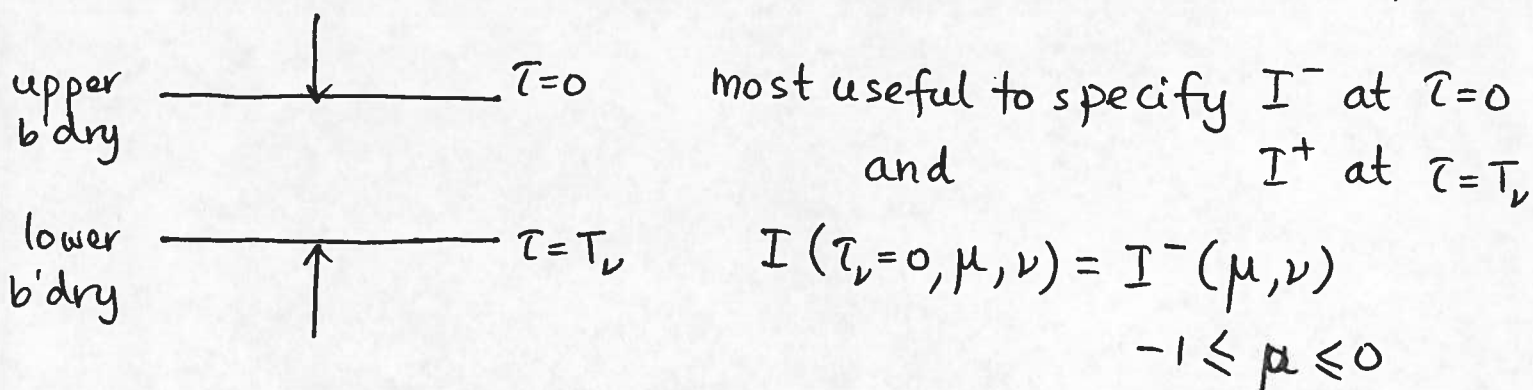 upper b'dry τ=0 most useful to specify I⁻ at τ=0
and I⁺ at τ=T_ν
lower b'dry τ=T_ν I(τ_ν=0,μ,ν) = I⁻(μ,ν)
-1 ≤ μ ≤ 0